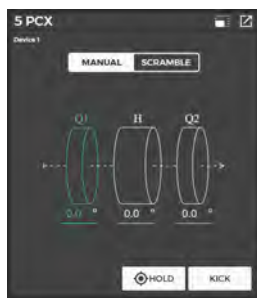 5 PCX
Device 1
MANUAL SCRAMBLE
Q1 H Q2
0.0 ° 0.0 ° 0.0 °
HOLD KICK